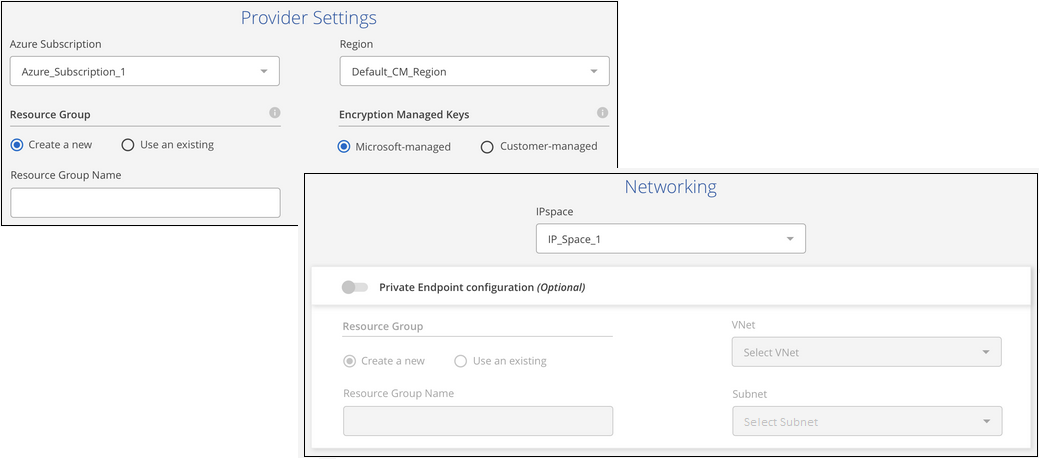 Provider Settings
Azure Subscription
Region
Azure_Subscription_1
Default_CM_Region
Resource Group
Encryption Managed Keys
Create a new
Use an existing
Microsoft-managed
Customer-managed
Resource Group Name
Networking
IPspace
IP_Space_1
Private Endpoint configuration (Optional)
Resource Group
VNet
Create a new
Use an existing
Select VNet
Resource Group Name
Subnet
Select Subnet